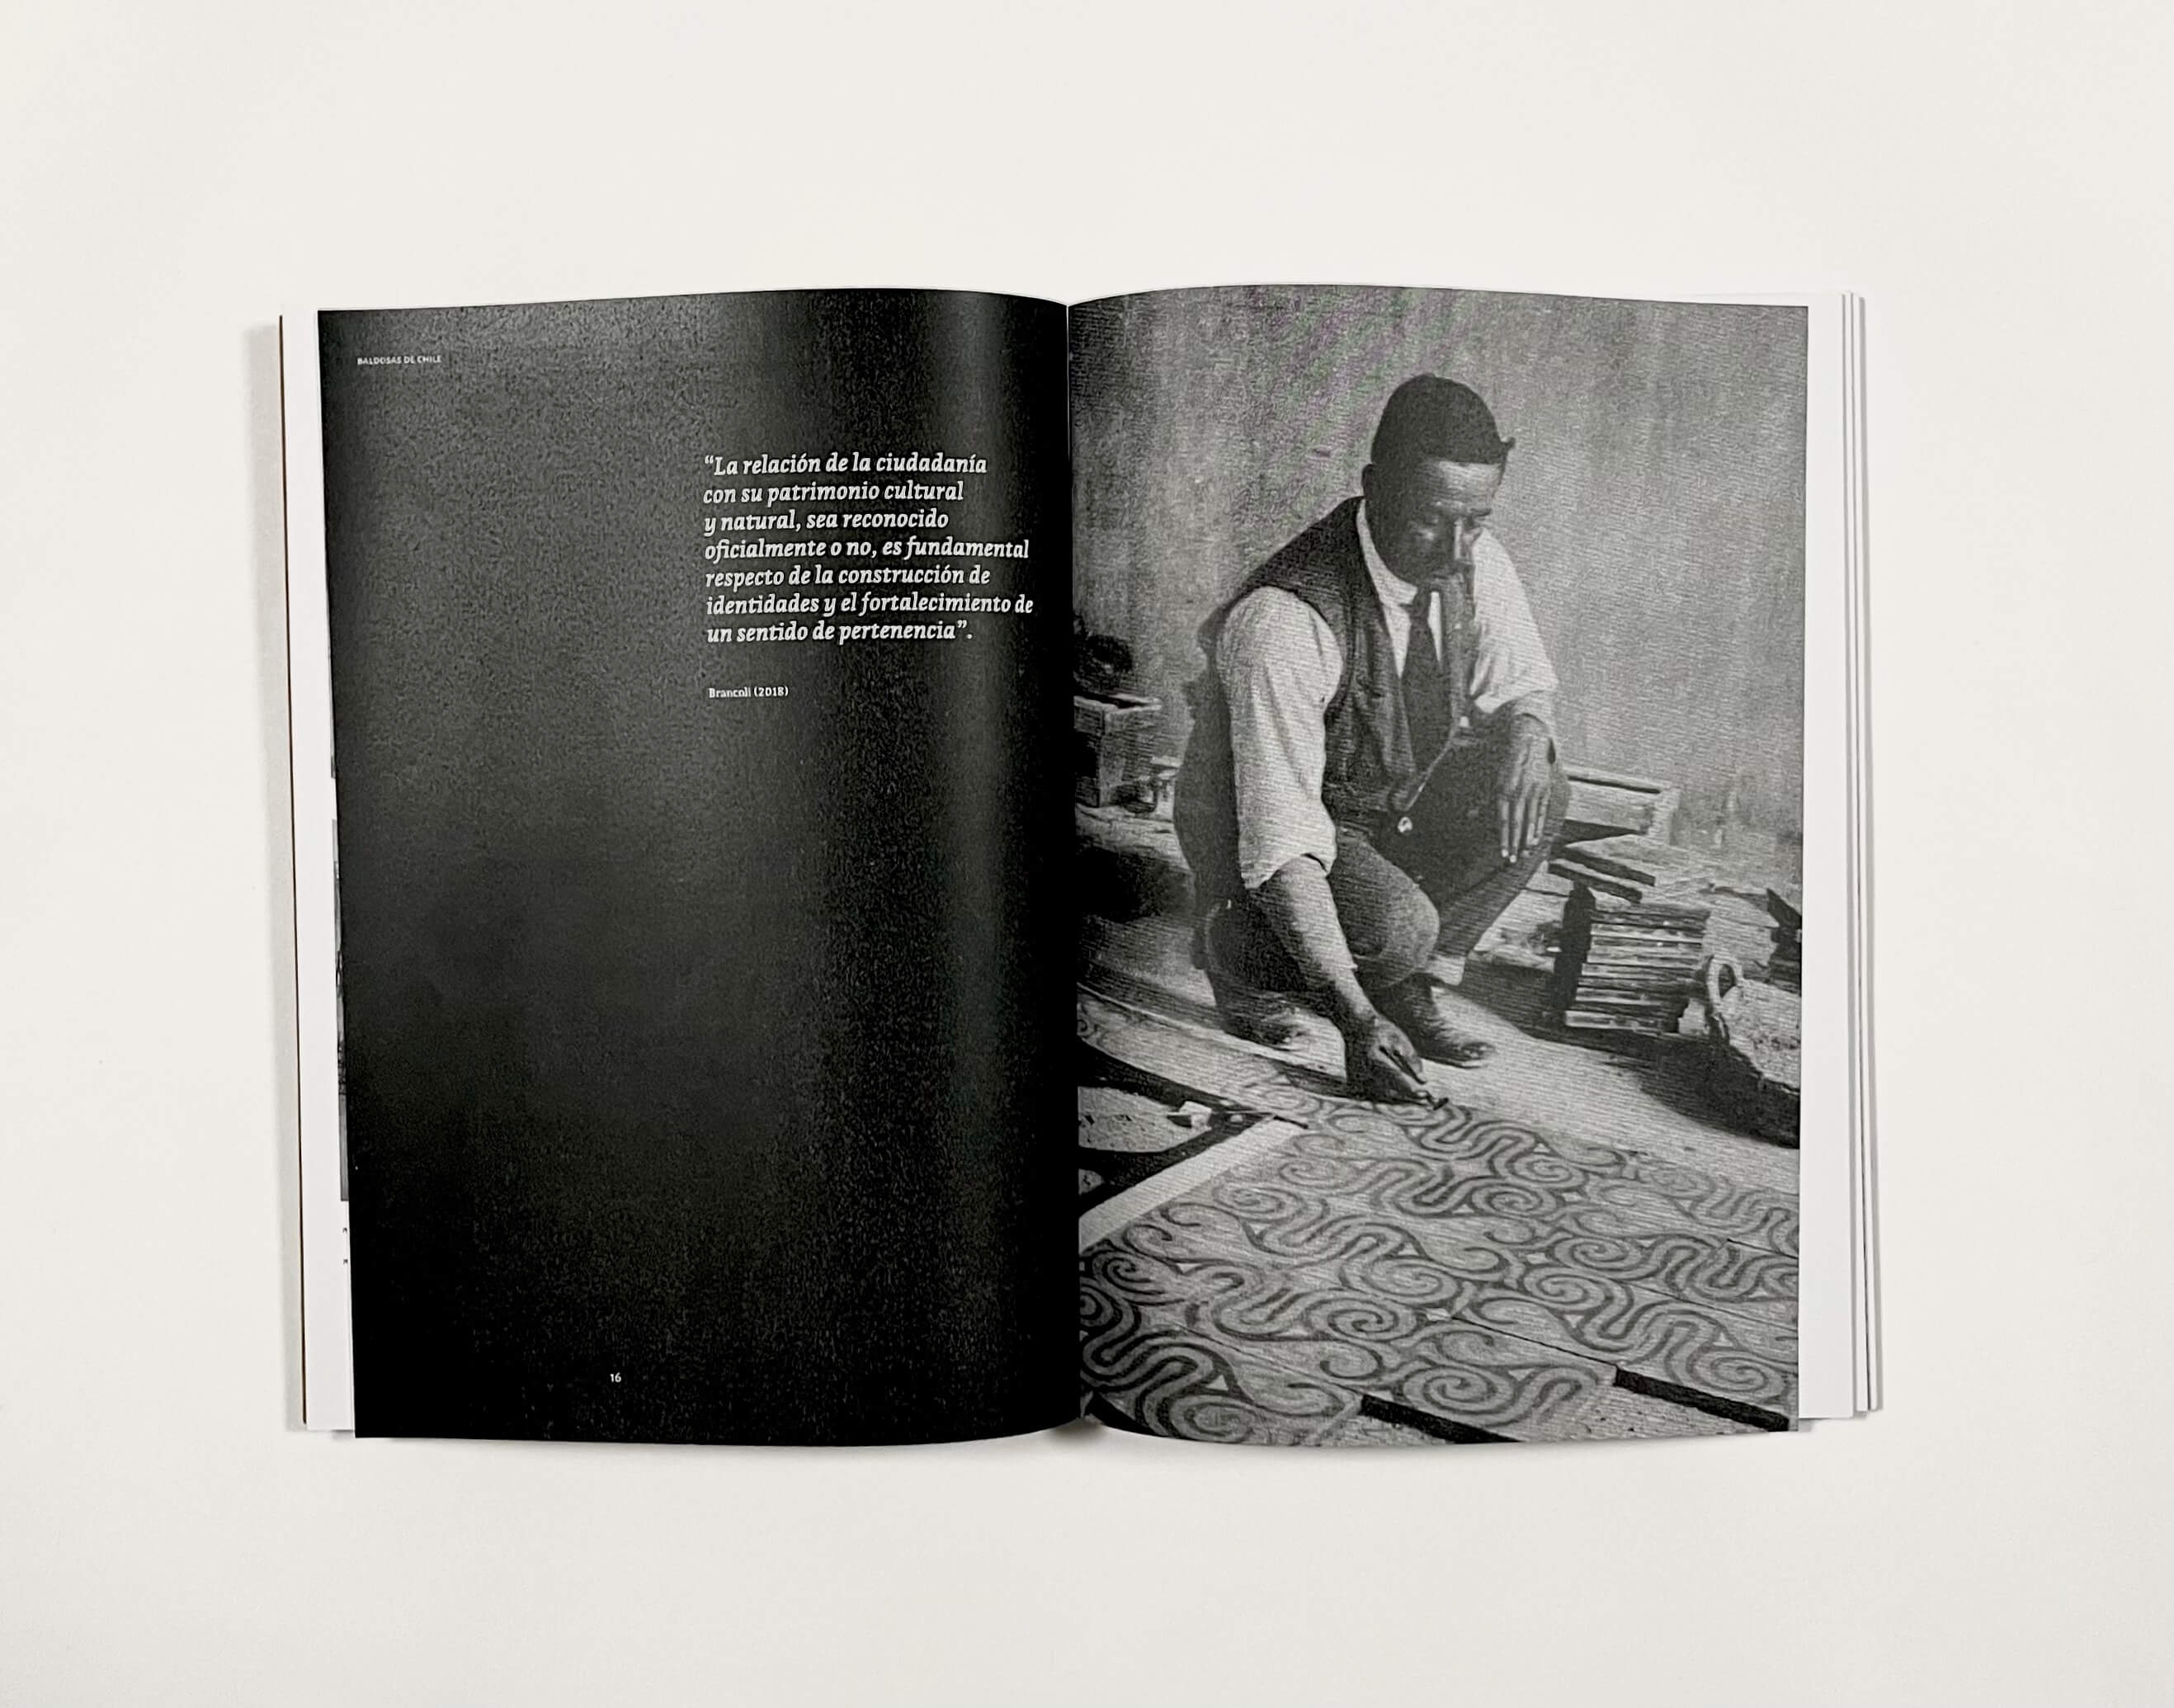 BALDOSAS DE CHILE
“La relación de la ciudadanía
con su patrimonio cultural
y natural, sea reconocido
oficialmente o no, es fundamental
respecto de la construcción de
identidades y el fortalecimiento de
un sentido de pertenencia”.
Brancoli (2018)
16